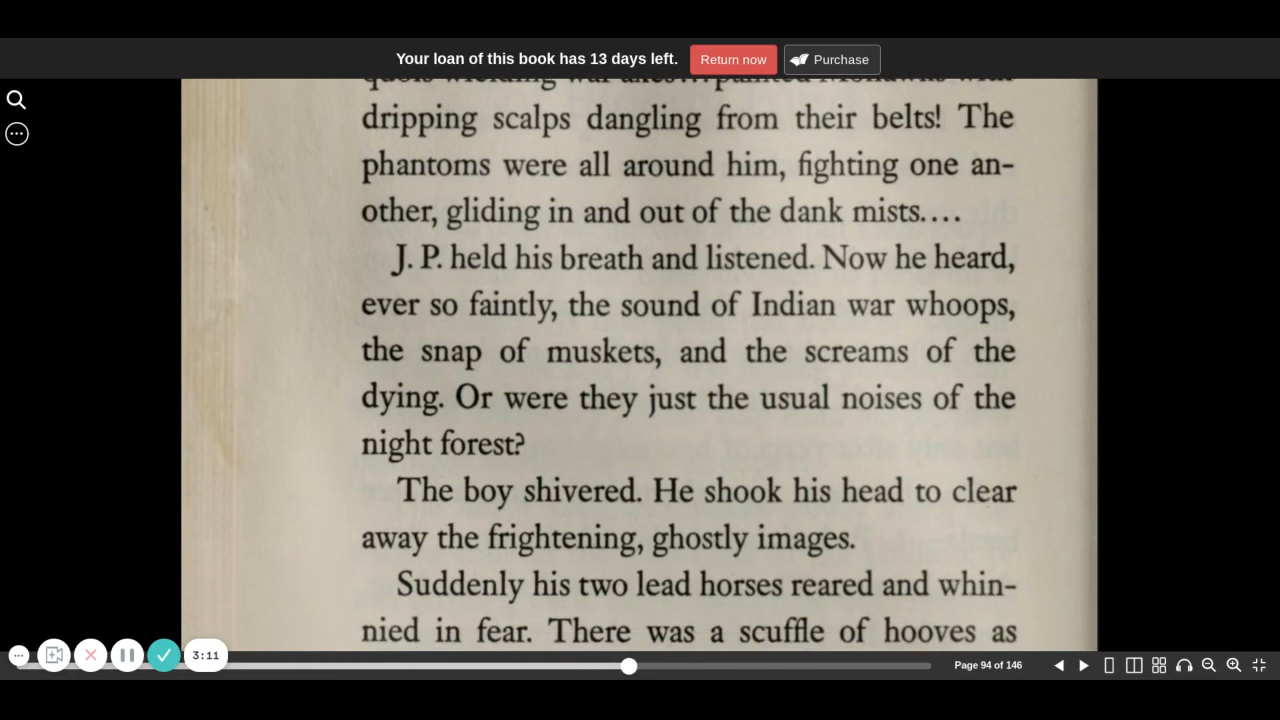 Your loan of this book has 13 days left. Return now Purchase
dripping scalps dangling from their belts! The
phantoms were all around him, fighting one an-
other, gliding in and out of the dank mists....
J. P. held his breath and listened. Now he heard,
ever so faintly, the sound of Indian war whoops,
the snap of muskets, and the screams of the
dying. Or were they just the usual noises of the
night forest?
The boy shivered. He shook his head to clear
away the frightening, ghostly images.
Suddenly his two lead horses reared and whin-
nied in fear. There was a scuffle of hooves as
3:11
Page 94 of 146